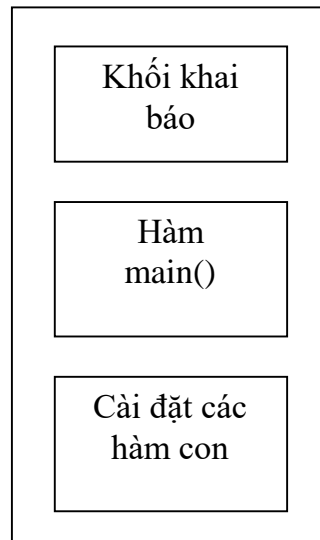 Khối khai
báo
Hàm
main()
Cài đặt các
hàm con